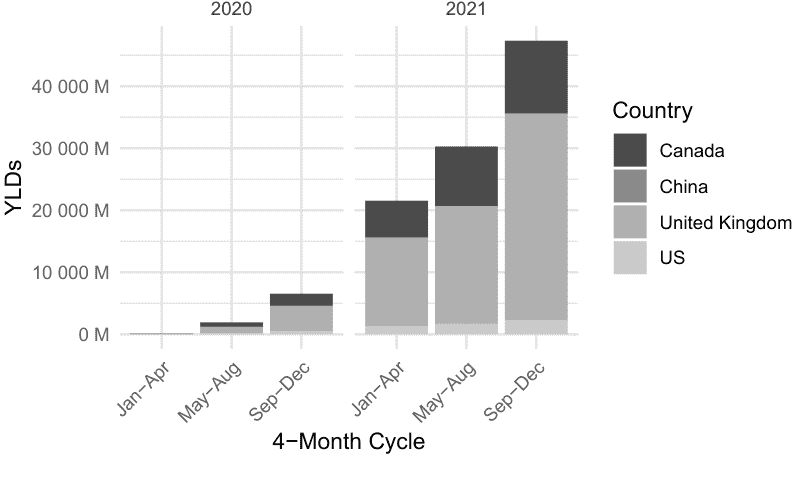 2020 2021
40 000 M
30 000 M
20 000 M
10 000 M
0 M
YLDs
Jan−Apr May−Aug Sep−Dec Jan−Apr May−Aug Sep−Dec
4−Month Cycle
Country
Canada
China
United Kingdom
US